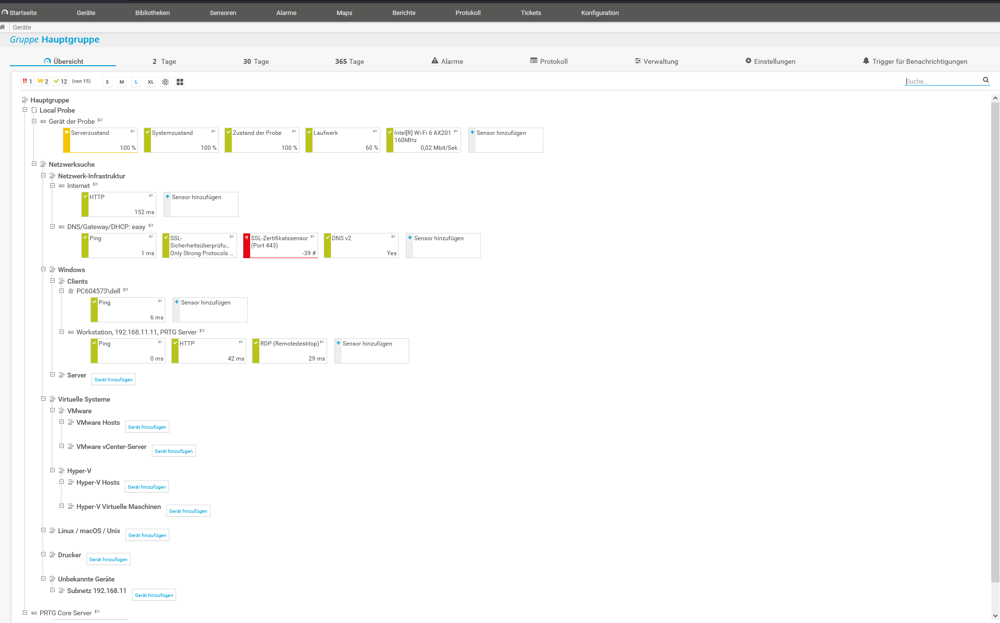 Startseite Geräte Bibliotheken Sensoren Alarme Maps Berichte Protokoll Tickets Konfiguration
Geräte
Gruppe Hauptgruppe
Übersicht 2 Tage 30 Tage 365 Tage Alarme Protokoll Verwaltung Einstellungen Trigger für Benachrichtigungen
!! 1 W 2 12 (von 15) S M L XL Suche...
Hauptgruppe
Local Probe
Gerät der Probe
W Serverzustand Systemzustand Zustand der Probe Laufwerk Intel[R] Wi-Fi 6 AX201 + Sensor hinzufügen
160MHz
100 % 100 % 100 % 60 % 0,02 Mbit/Sek.
Netzwerksuche
Netzwerk-Infrastruktur
Internet
HTTP + Sensor hinzufügen
152 ms
DNS/Gateway/DHCP: easy
Ping SSL- !! SSL-Zertifikatssensor DNS v2 + Sensor hinzufügen
Sicherheitsüberprüfu... (Port 443)
1 ms Only Strong Protocols ... -39 # Yes
Windows
Clients
PC604573\dell
Ping + Sensor hinzufügen
6 ms
Workstation, 192.168.11.11, PRTG Server
Ping HTTP RDP (Remotedesktop) + Sensor hinzufügen
0 ms 42 ms 29 ms
Server Gerät hinzufügen
Virtuelle Systeme
VMware
VMware Hosts Gerät hinzufügen
VMware vCenter-Server Gerät hinzufügen
Hyper-V
Hyper-V Hosts Gerät hinzufügen
Hyper-V Virtuelle Maschinen Gerät hinzufügen
Linux / macOS / Unix Gerät hinzufügen
Drucker Gerät hinzufügen
Unbekannte Geräte
Subnetz 192.168.11 Gerät hinzufügen
PRTG Core Server